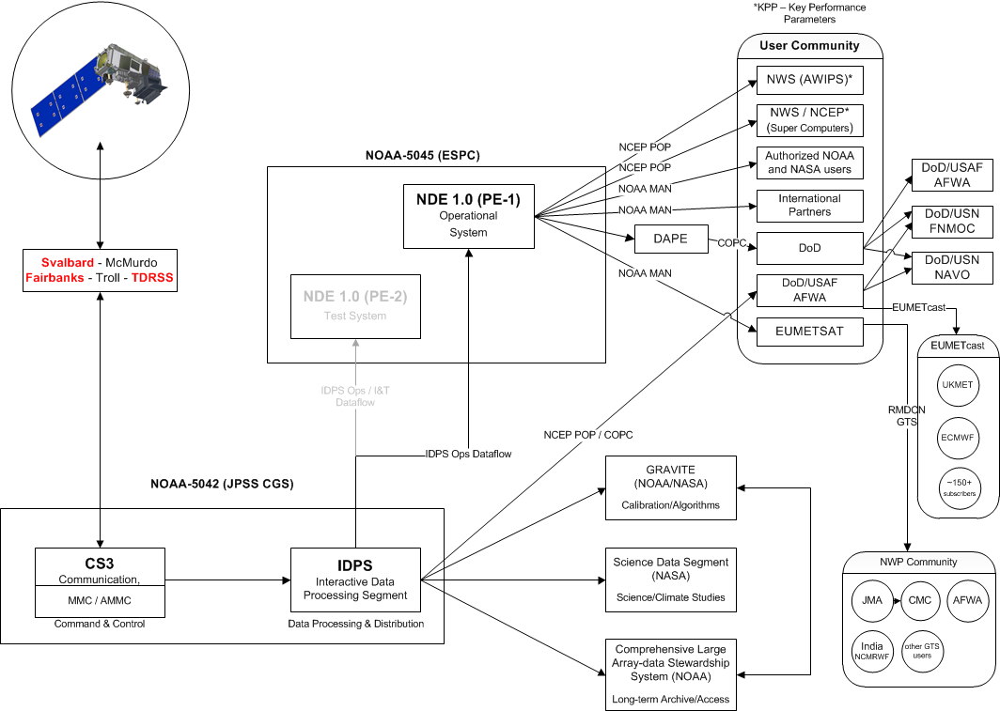 *KPP – Key Performance
Parameters
User Community
NWS (AWIPS)*
NWS / NCEP*
(Super Computers)
Authorized NOAA
and NASA users
International
Partners
DoD
DoD/USAF
AFWA
EUMETSAT
NCEP POP
NCEP POP
NOAA MAN
NOAA MAN
DAPE
COPC
NOAA MAN
DoD/USAF
AFWA
DoD/USN
FNMOC
DoD/USN
NAVO
EUMETcast
EUMETcast
UKMET
ECMWF
~150+
subscribers
RMDCN
GTS
NWP Community
JMA
CMC
AFWA
India
NCMRWF
other GTS
users
NOAA-5045 (ESPC)
NDE 1.0 (PE-1)
Operational
System
NDE 1.0 (PE-2)
Test System
IDPS Ops / I&T
Dataflow
IDPS Ops Dataflow
NCEP POP / COPC
Svalbard - McMurdo
Fairbanks - Troll - TDRSS
NOAA-5042 (JPSS CGS)
CS3
Communication,
MMC / AMMC
Command & Control
IDPS
Interactive Data
Processing Segment
Data Processing & Distribution
GRAVITE
(NOAA/NASA)
Calibration/Algorithms
Science Data Segment
(NASA)
Science/Climate Studies
Comprehensive Large
Array-data Stewardship
System (NOAA)
Long-term Archive/Access